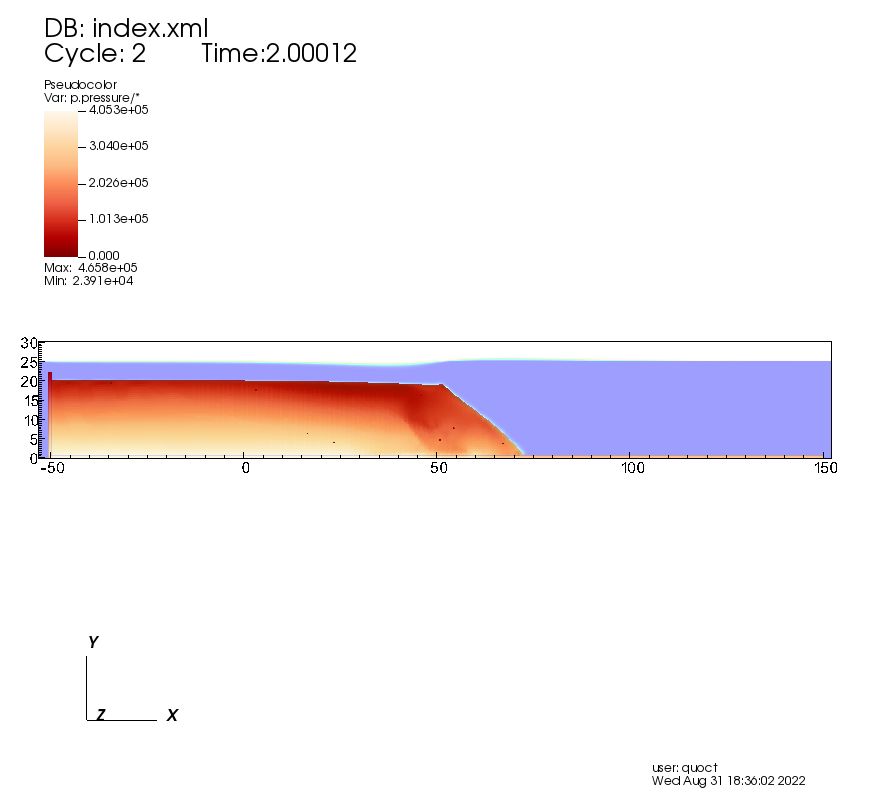 DB: index.xml
Cycle: 2 Time:2.00012
Pseudocolor
Var: p.pressure/*
4.053e+05
3.040e+05
2.026e+05
1.013e+05
0.000
Max: 4.658e+05
Min: 2.391e+04
30
25
20
15
10
5
0
-50 0 50 100 150
Y
Z X
user: quoct
Wed Aug 31 18:36:02 2022